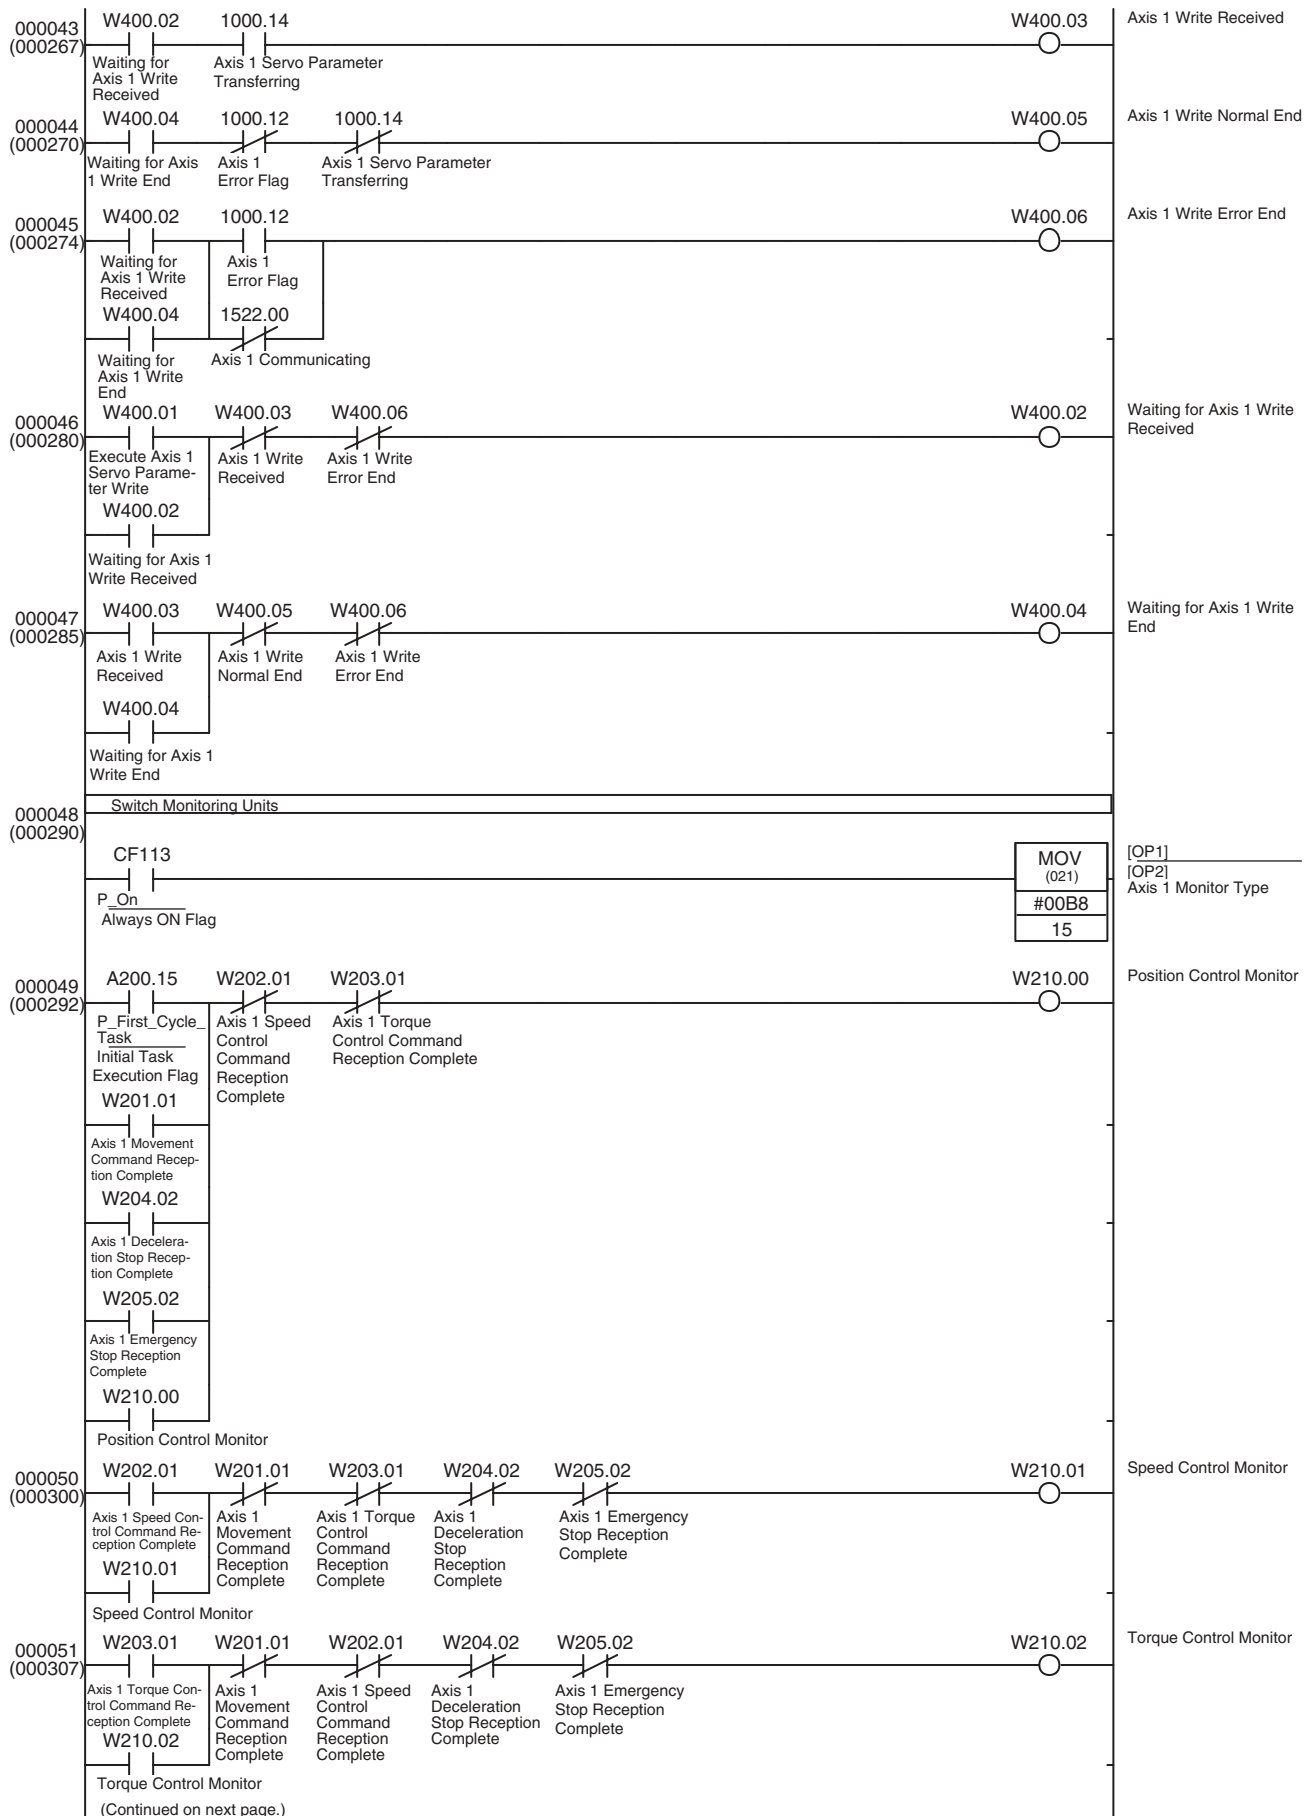 000043
(000267)
W400.02 1000.14 W400.03 Axis 1 Write Received
Waiting for
Axis 1 Write
Received
Axis 1 Servo Parameter
Transferring
000044
(000270)
W400.04 1000.12 1000.14 W400.05 Axis 1 Write Normal End
Waiting for Axis
1 Write End
Axis 1
Error Flag
Axis 1 Servo Parameter
Transferring
000045
(000274)
W400.02 1000.12 W400.06 Axis 1 Write Error End
Waiting for
Axis 1 Write
Received
Axis 1
Error Flag
W400.04 1522.00
Waiting for
Axis 1 Write
End
Axis 1 Communicating
000046
(000280)
W400.01 W400.03 W400.06 W400.02
Waiting for Axis 1 Write
Received
Execute Axis 1
Servo Parame-
ter Write
Axis 1 Write
Received
Axis 1 Write
Error End
W400.02
Waiting for Axis 1
Write Received
000047
(000285)
W400.03 W400.05 W400.06 W400.04
Waiting for Axis 1 Write
End
Axis 1 Write
Received
Axis 1 Write
Normal End
Axis 1 Write
Error End
W400.04
Waiting for Axis 1
Write End
000048
(000290)
Switch Monitoring Units
CF113
P_On
Always ON Flag
MOV
(021)
#00B8
15
[OP1]
[OP2]
Axis 1 Monitor Type
000049
(000292)
A200.15 W202.01 W203.01 W210.00 Position Control Monitor
P_First_Cycle_
Task
Initial Task
Execution Flag
Axis 1 Speed
Control
Command
Reception
Complete
Axis 1 Torque
Control Command
Reception Complete
W201.01
Axis 1 Movement
Command Recep-
tion Complete
W204.02
Axis 1 Decelera-
tion Stop Recep-
tion Complete
W205.02
Axis 1 Emergency
Stop Reception
Complete
W210.00
Position Control Monitor
000050
(000300)
W202.01 W201.01 W203.01 W204.02 W205.02 W210.01 Speed Control Monitor
Axis 1 Speed Con-
trol Command Re-
ception Complete
Axis 1
Movement
Command
Reception
Complete
Axis 1 Torque
Control
Command
Reception
Complete
Axis 1
Deceleration
Stop
Reception
Complete
Axis 1 Emergency
Stop Reception
Complete
W210.01
Speed Control Monitor
000051
(000307)
W203.01 W201.01 W202.01 W204.02 W205.02 W210.02 Torque Control Monitor
Axis 1 Torque Con-
trol Command Re-
ception Complete
Axis 1
Movement
Command
Reception
Complete
Axis 1 Speed
Control
Command
Reception
Complete
Axis 1
Deceleration
Stop Reception
Complete
Axis 1 Emergency
Stop Reception
Complete
W210.02
Torque Control Monitor
(Continued on next page.)